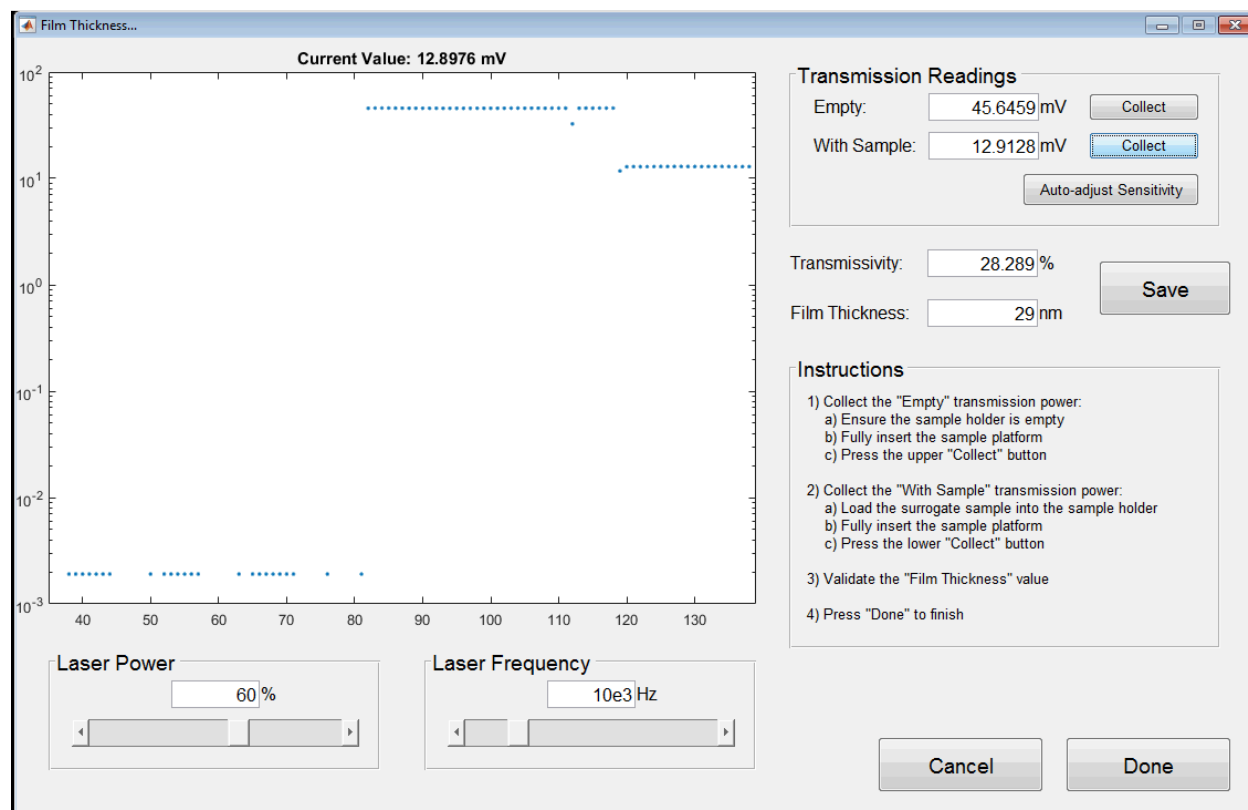 Film Thickness...
Current Value: 12.8976 mV
10^2
10^1
10^0
10^-1
10^-2
10^-3
40 50 60 70 80 90 100 110 120 130
Transmission Readings
Empty: 45.6459 mV Collect
With Sample: 12.9128 mV Collect
Auto-adjust Sensitivity
Transmissivity: 28.289 %
Film Thickness: 29 nm
Save
Instructions
1) Collect the "Empty" transmission power:
a) Ensure the sample holder is empty
b) Fully insert the sample platform
c) Press the upper "Collect" button
2) Collect the "With Sample" transmission power:
a) Load the surrogate sample into the sample holder
b) Fully insert the sample platform
c) Press the lower "Collect" button
3) Validate the "Film Thickness" value
4) Press "Done" to finish
Laser Power
60 %
Laser Frequency
10e3 Hz
Cancel
Done